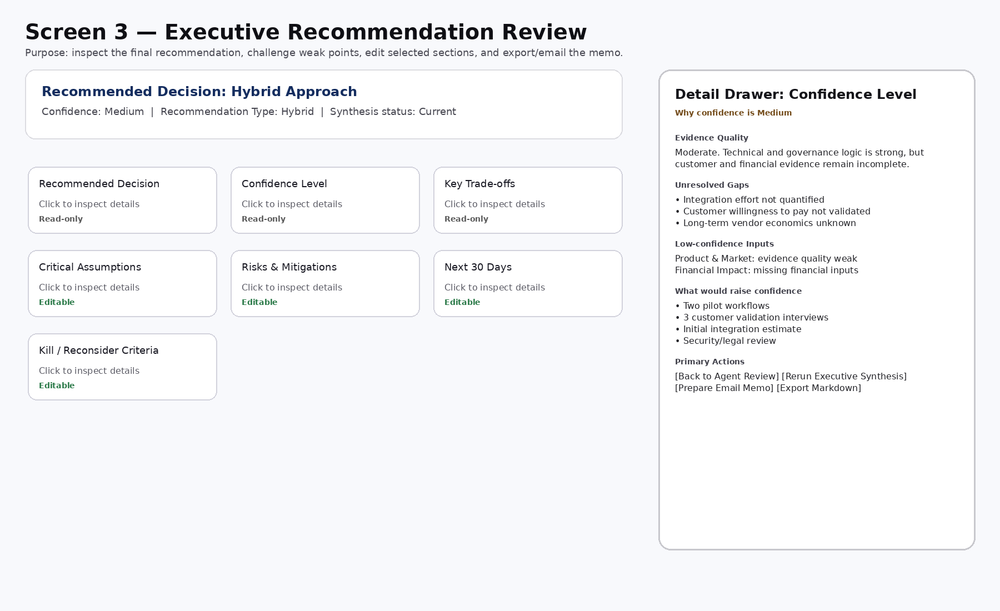 Screen 3 — Executive Recommendation Review
Purpose: inspect the final recommendation, challenge weak points, edit selected sections, and export/email the memo.
Recommended Decision: Hybrid Approach
Confidence: Medium | Recommendation Type: Hybrid | Synthesis status: Current
Recommended Decision
Click to inspect details
Read-only
Confidence Level
Click to inspect details
Read-only
Key Trade-offs
Click to inspect details
Read-only
Critical Assumptions
Click to inspect details
Editable
Risks & Mitigations
Click to inspect details
Editable
Next 30 Days
Click to inspect details
Editable
Kill / Reconsider Criteria
Click to inspect details
Editable
Detail Drawer: Confidence Level
Why confidence is Medium
Evidence Quality
Moderate. Technical and governance logic is strong, but
customer and financial evidence remain incomplete.
Unresolved Gaps
• Integration effort not quantified
• Customer willingness to pay not validated
• Long-term vendor economics unknown
Low-confidence Inputs
Product & Market: evidence quality weak
Financial Impact: missing financial inputs
What would raise confidence
• Two pilot workflows
• 3 customer validation interviews
• Initial integration estimate
• Security/legal review
Primary Actions
[Back to Agent Review] [Rerun Executive Synthesis]
[Prepare Email Memo] [Export Markdown]